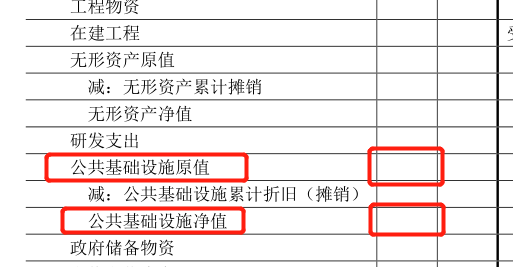 工程物资
在建工程
无形资产原值
减：无形资产累计摊销
无形资产净值
研发支出
公共基础设施原值
减：公共基础设施累计折旧（摊销）
公共基础设施净值
政府储备物资